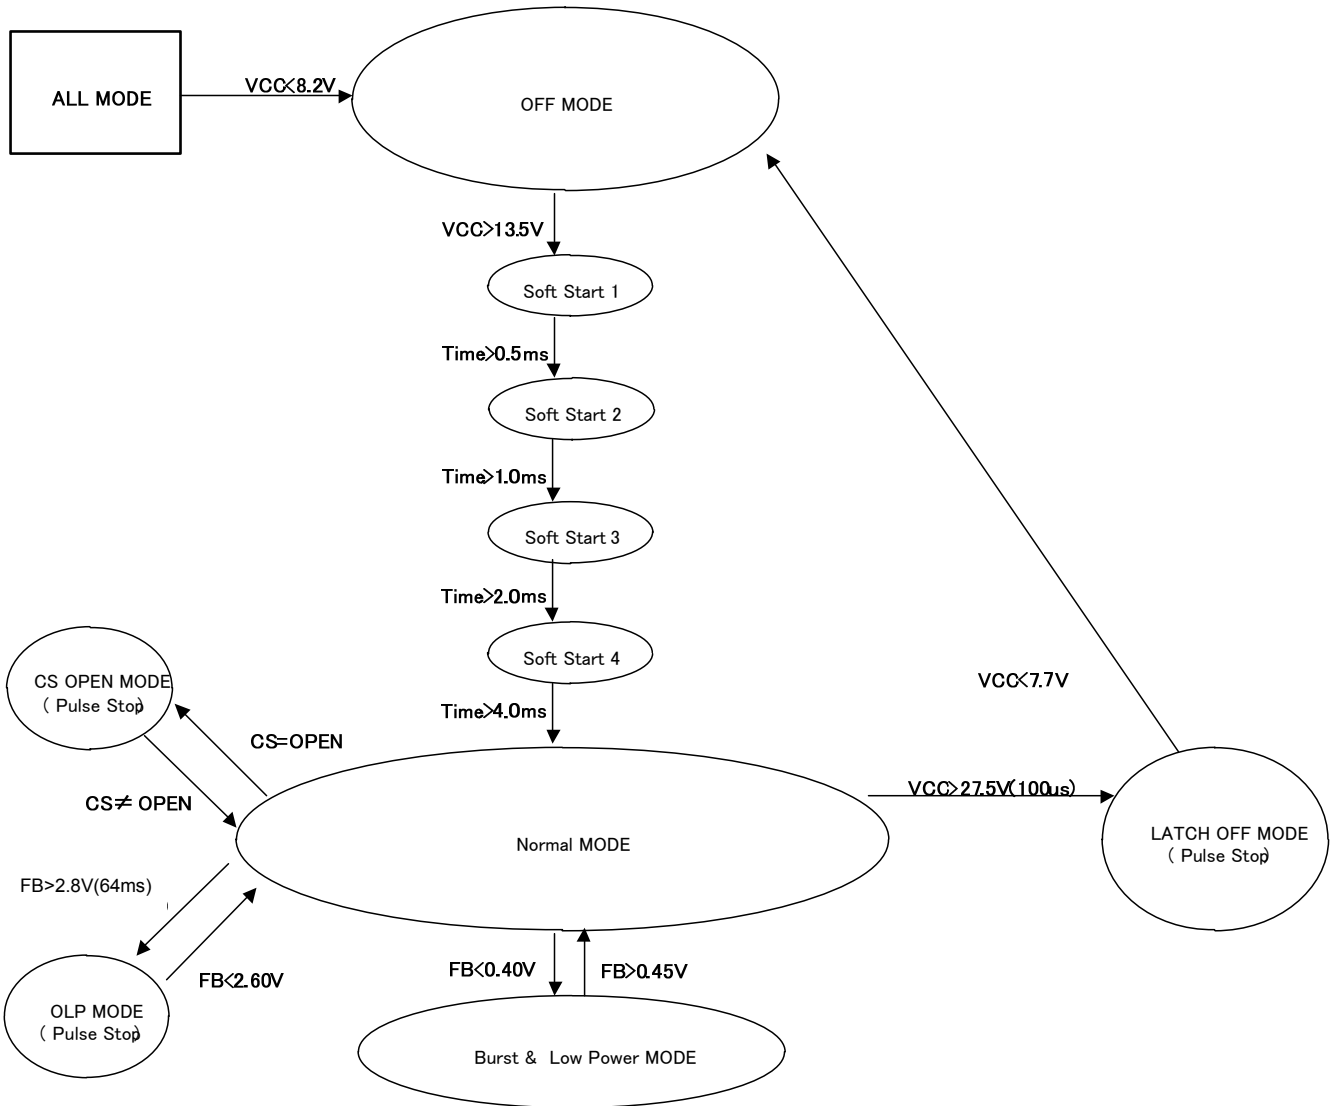 ALL MODE
VCC<8.2V
OFF MODE
VCC>13.5V
Soft Start 1
Time>0.5ms
Soft Start 2
Time>1.0ms
Soft Start 3
Time>2.0ms
Soft Start 4
Time>4.0ms
VCC<7.7V
CS OPEN MODE
( Pulse Stop)
CS=OPEN
CS≠ OPEN
VCC>27.5V(100us)
Normal MODE
LATCH OFF MODE
( Pulse Stop)
FB>2.8V(64ms)
FB<2.60V
FB<0.40V
FB>0.45V
OLP MODE
( Pulse Stop)
Burst & Low Power MODE